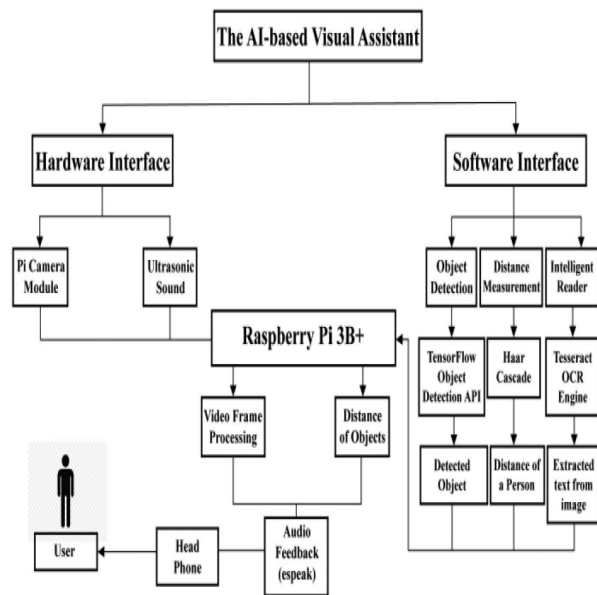 The AI-based Visual Assistant
Hardware Interface
Software Interface
Pi Camera
Module
Ultrasonic
Sound
Object
Detection
Distance
Measurement
Intelligent
Reader
Raspberry Pi 3B+
TensorFlow
Object
Detection API
Haar
Cascade
Tesseract
OCR
Engine
Video Frame
Processing
Distance
of Objects
Detected
Object
Distance of
a Person
Extracted
text from
image
User
Head
Phone
Audio
Feedback
(espeak)